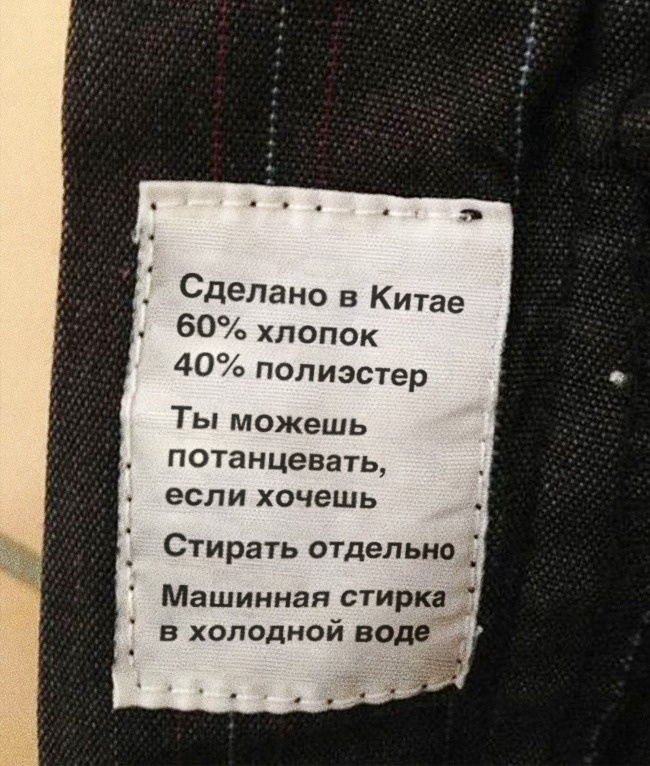 Сделано в Китае
60% хлопок
40% полиэстер
Ты можешь
потанцевать,
если хочешь
Стирать отдельно
Машинная стирка
в холодной воде